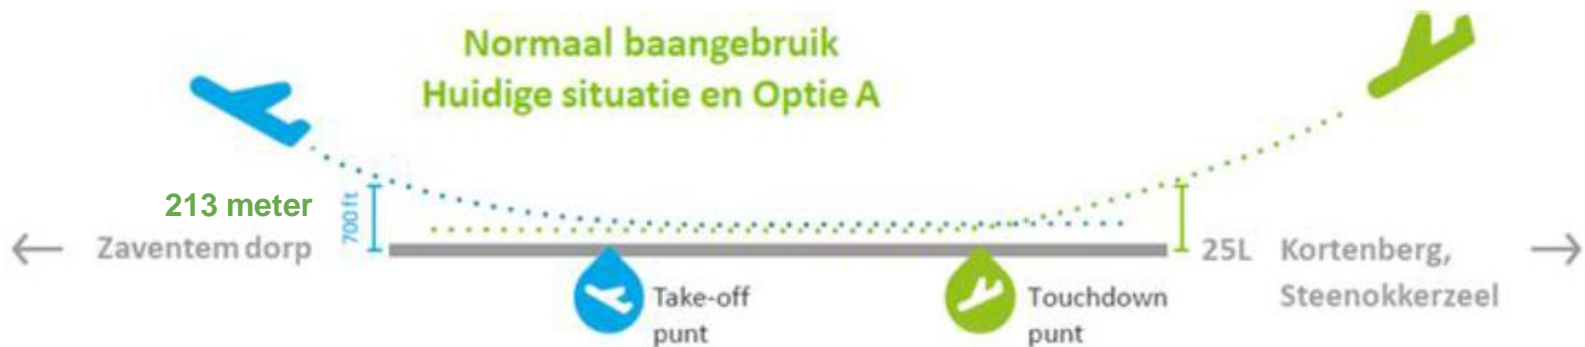 Normaal baangebruik
Huidige situatie en Optie A
213 meter
700 ft
Zaventem dorp
25L Kortenberg,
Steenokkerzeel
Take-off
punt
Touchdown
punt